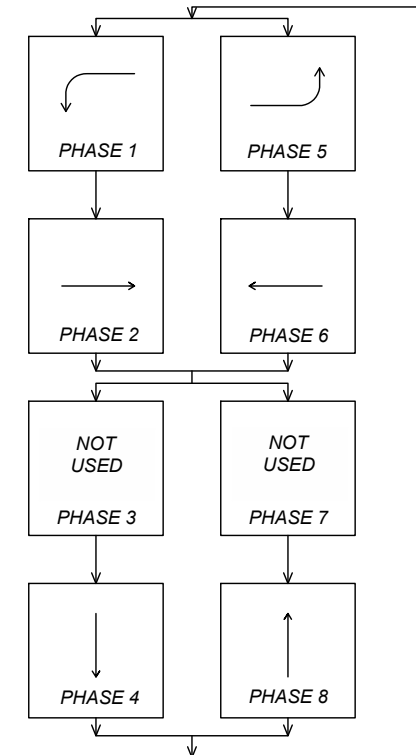 PHASE 1
PHASE 5
PHASE 2
PHASE 6
NOT
USED
PHASE 3
NOT
USED
PHASE 7
PHASE 4
PHASE 8